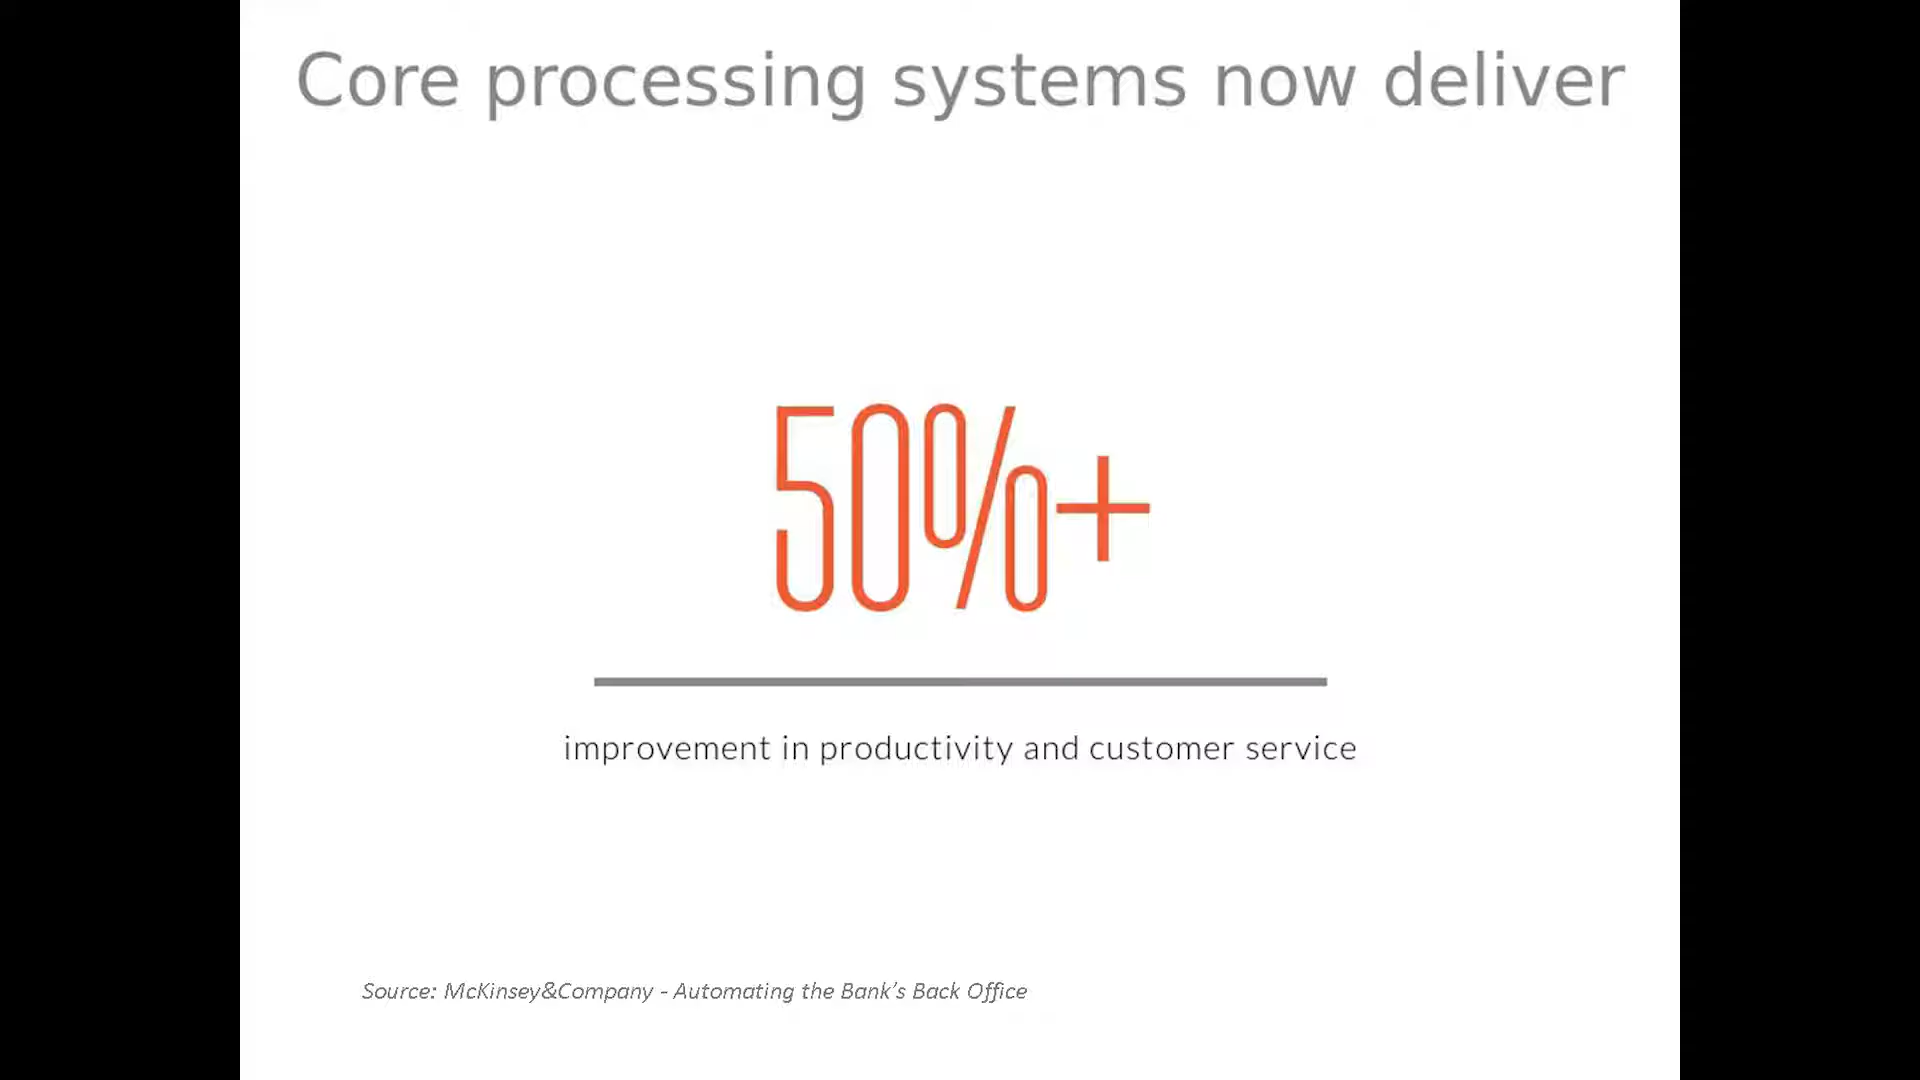 Core processing systems now deliver
50%+
improvement in productivity and customer service
Source: McKinsey&Company - Automating the Bank’s Back Office